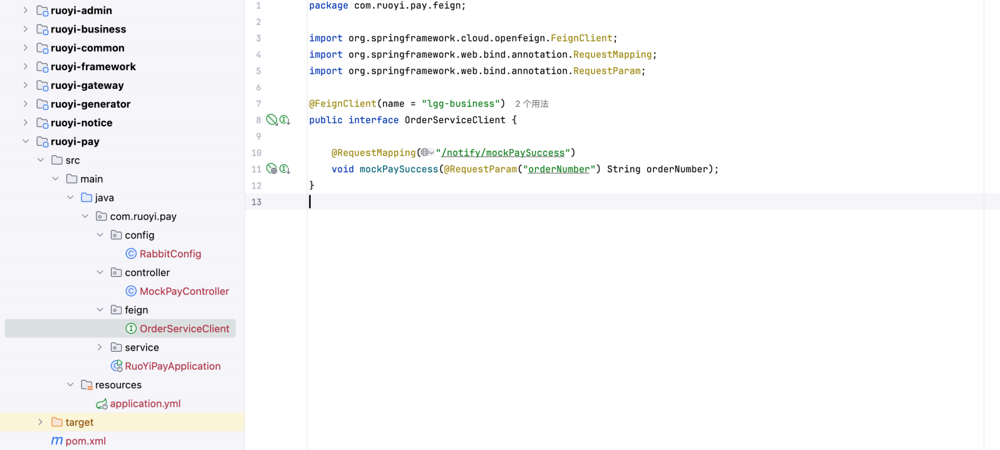 ruoyi-admin
ruoyi-business
ruoyi-common
ruoyi-framework
ruoyi-gateway
ruoyi-generator
ruoyi-notice
ruoyi-pay
src
main
java
com.ruoyi.pay
config
RabbitConfig
controller
MockPayController
feign
OrderServiceClient
service
RuoYiPayApplication
resources
application.yml
target
pom.xml
1 package com.ruoyi.pay.feign;
2
3 import org.springframework.cloud.openfeign.FeignClient;
4 import org.springframework.web.bind.annotation.RequestMapping;
5 import org.springframework.web.bind.annotation.RequestParam;
6
7 @FeignClient(name = "lgg-business") 2 个用法
8 public interface OrderServiceClient {
9
10 @RequestMapping("/notify/mockPaySuccess")
11 void mockPaySuccess(@RequestParam("orderNumber") String orderNumber);
12 }
13